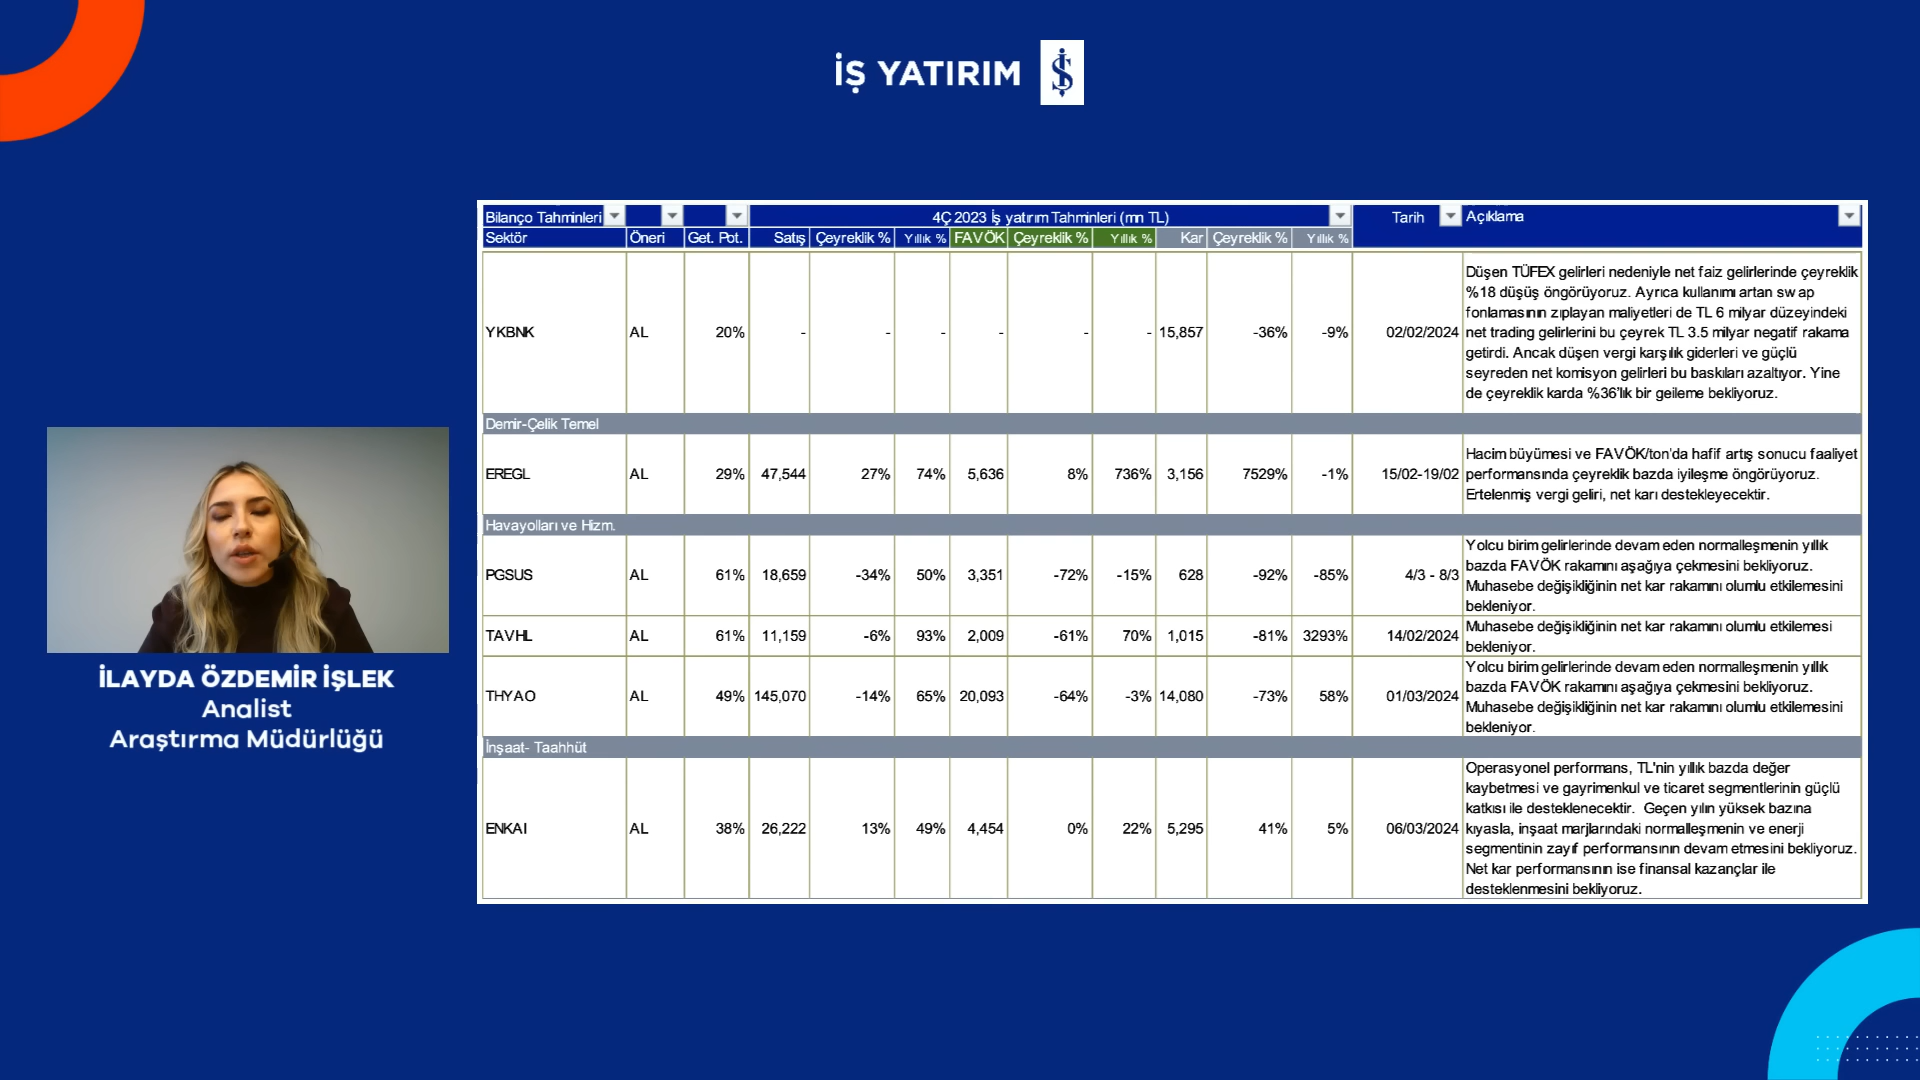 İŞ YATIRIM
Bilanço Tahminleri 4Ç 2023 İş yatırım Tahminleri (mn TL) Tarih Açıklama
Sektör Öneri Get. Pot. Satış Çeyreklik % Yıllık % FAVÖK Çeyreklik % Yıllık % Kar Çeyreklik % Yıllık %
YKBNK AL 20% - - - - - - 15,857 -36% -9% 02/02/2024
Düşen TÜFEX gelirleri nedeniyle net faiz gelirlerinde çeyreklik
%18 düşüş öngörüyoruz. Ayrıca kullanımı artan swap
fonlamasının zıplayan maliyetleri de TL 6 milyar düzeyindeki
net trading gelirlerini bu çeyrek TL 3.5 milyar negatif rakama
getirdi. Ancak düşen vergi karşılık giderleri ve güçlü
seyreden net komisyon gelirleri bu baskıları azaltıyor. Yine
de çeyreklik karda %36'lık bir geileme bekliyoruz.
Demir-Çelik Temel
EREGL AL 29% 47,544 27% 74% 5,636 8% 736% 3,156 7529% -1% 15/02-19/02
Hacim büyümesi ve FAVÖK/ton'da hafif artış sonucu faaliyet
performansında çeyreklik bazda iyileşme öngörüyoruz.
Ertelenmiş vergi geliri, net karı destekleyecektir.
Havayolları ve Hizm.
PGSUS AL 61% 18,659 -34% 50% 3,351 -72% -15% 628 -92% -85% 4/3 - 8/3
Yolcu birim gelirlerinde devam eden normalleşmenin yıllık
bazda FAVÖK rakamını aşağıya çekmesini bekliyoruz.
Muhasebe değişikliğinin net kar rakamını olumlu etkilemesini
bekleniyor.
TAVHL AL 61% 11,159 -6% 93% 2,009 -61% 70% 1,015 -81% 3293% 14/02/2024
Muhasebe değişikliğinin net kar rakamını olumlu etkilemesi
bekleniyor.
THYAO AL 49% 145,070 -14% 65% 20,093 -64% -3% 14,080 -73% 58% 01/03/2024
Yolcu birim gelirlerinde devam eden normalleşmenin yıllık
bazda FAVÖK rakamını aşağıya çekmesini bekliyoruz.
Muhasebe değişikliğinin net kar rakamını olumlu etkilemesini
bekleniyor.
İnşaat- Taahhüt
ENKAI AL 38% 26,222 13% 49% 4,454 0% 22% 5,295 41% 5% 06/03/2024
Operasyonel performans, TL'nin yıllık bazda değer
kaybetmesi ve gayrimenkul ve ticaret segmentlerinin güçlü
katkısı ile desteklenecektir. Geçen yılın yüksek bazına
kıyasla, inşaat marjlarındaki normalleşmenin ve enerji
segmentinin zayıf performansının devam etmesini bekliyoruz.
Net kar performansının ise finansal kazançlar ile
desteklenmesini bekliyoruz.
İLAYDA ÖZDEMİR İŞLEK
Analist
Araştırma Müdürlüğü